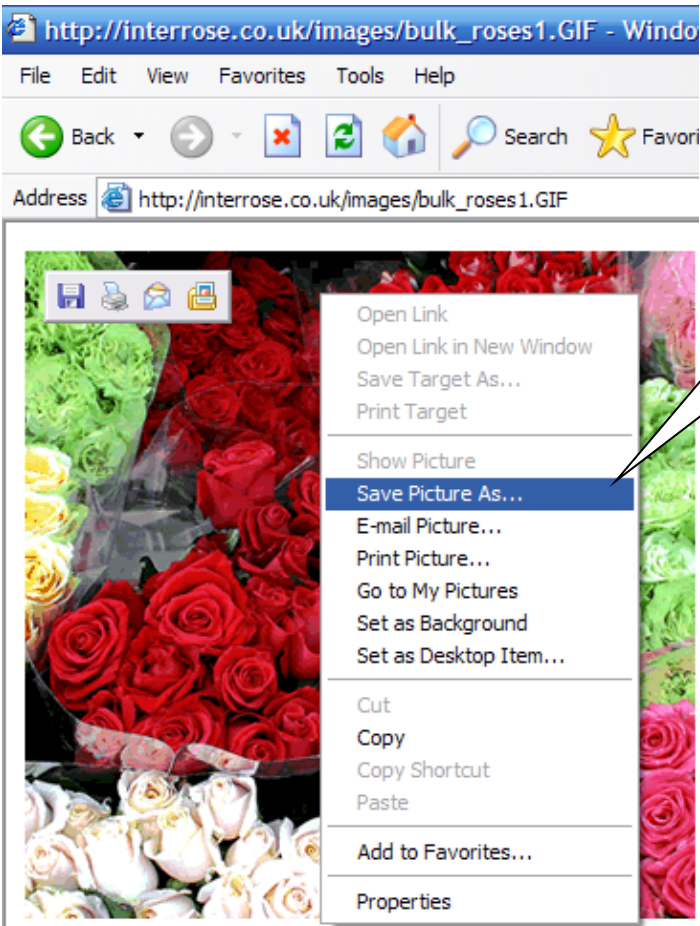 http://interrose.co.uk/images/bulk_roses1.GIF - Windo
File Edit View Favorites Tools Help
Back Search Favori
Address http://interrose.co.uk/images/bulk_roses1.GIF
Open Link
Open Link in New Window
Save Target As...
Print Target
Show Picture
Save Picture As...
E-mail Picture...
Print Picture...
Go to My Pictures
Set as Background
Set as Desktop Item...
Cut
Copy
Copy Shortcut
Paste
Add to Favorites...
Properties